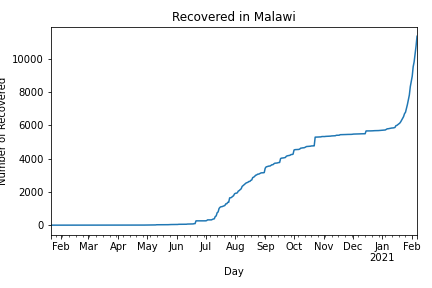 Recovered in Malawi
Number of Recovered
10000
8000
6000
4000
2000
0
Feb Mar Apr May Jun Jul Aug Sep Oct Nov Dec Jan Feb
2021
Day